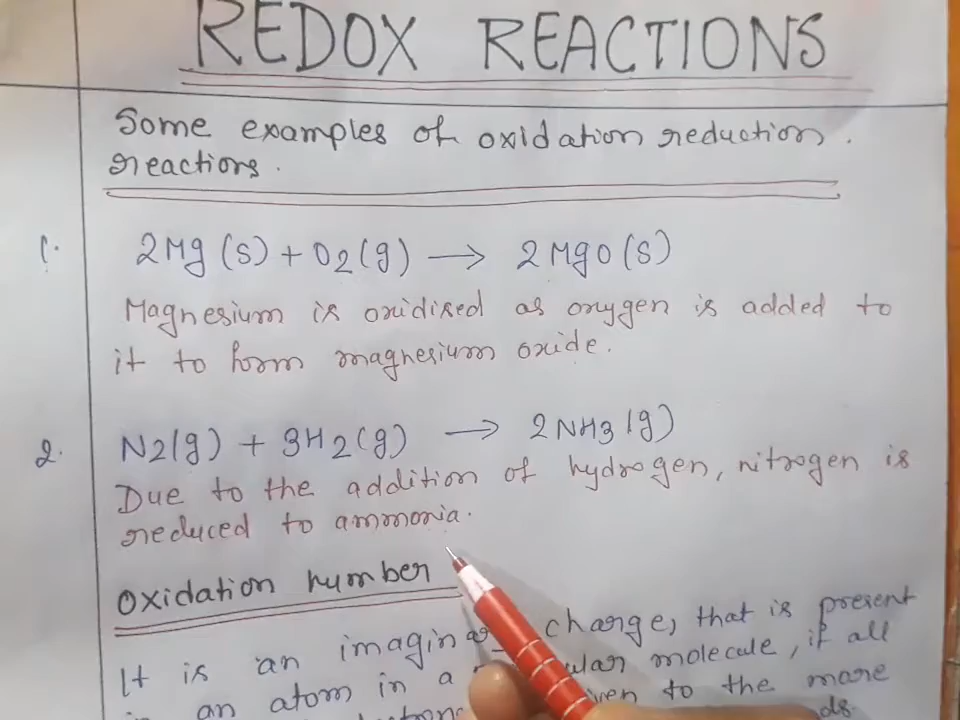 REDOX REACTIONS
Some examples of oxidation reduction.
reactions.
1. 2Mg(s) + O2(g) → 2MgO(s)
Magnesium is oxidised as oxygen is added to
it to form magnesium oxide.
2. N2(g) + 3H2(g) → 2NH3(g)
Due to the addition of hydrogen, nitrogen is
reduced to ammonia.
Oxidation number
It is an charge, that is present
in an atom in a molecule, if all
to the more